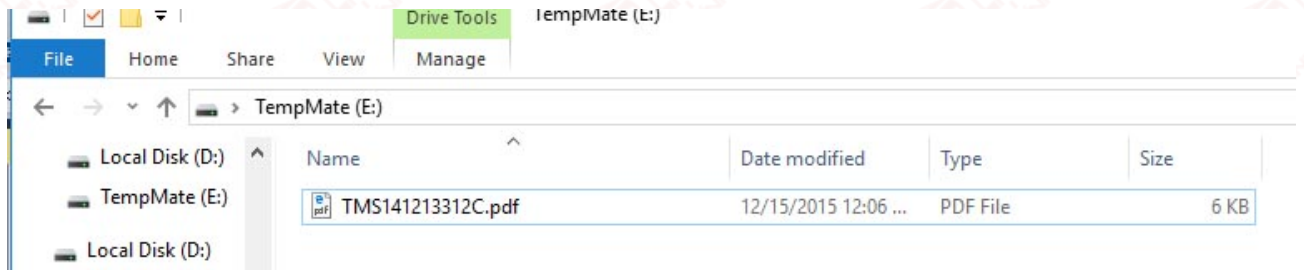 Drive Tools TempMate (E:)
File Home Share View Manage
TempMate (E:)
Local Disk (D:) Name Date modified Type Size
TempMate (E:) TMS141213312C.pdf 12/15/2015 12:06 ... PDF File 6 KB
Local Disk (D:)